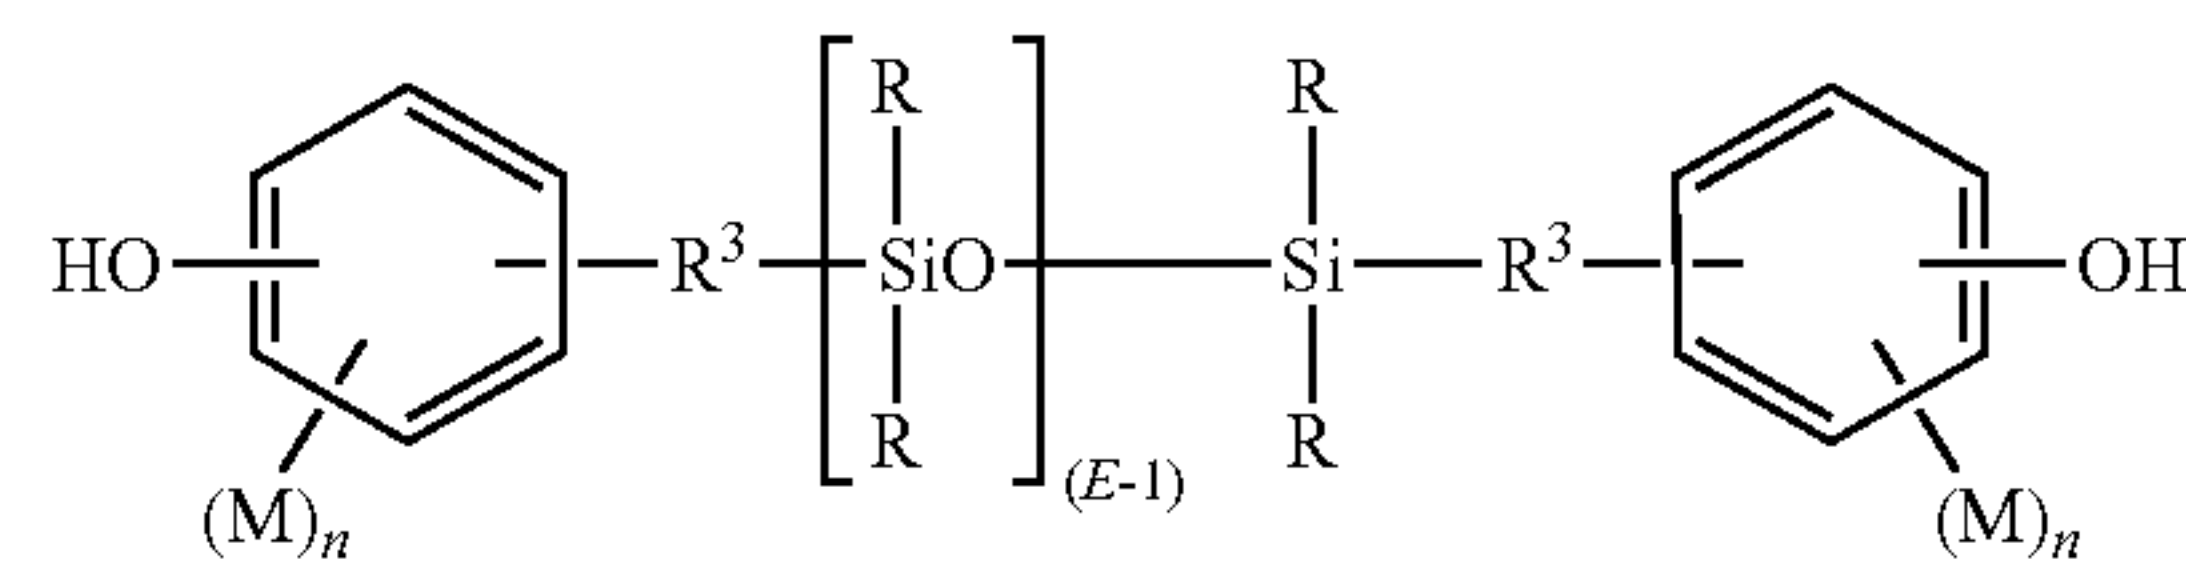 R R
HO R³ SiO Si R³ OH
R R
(E-1)
(M)n (M)n